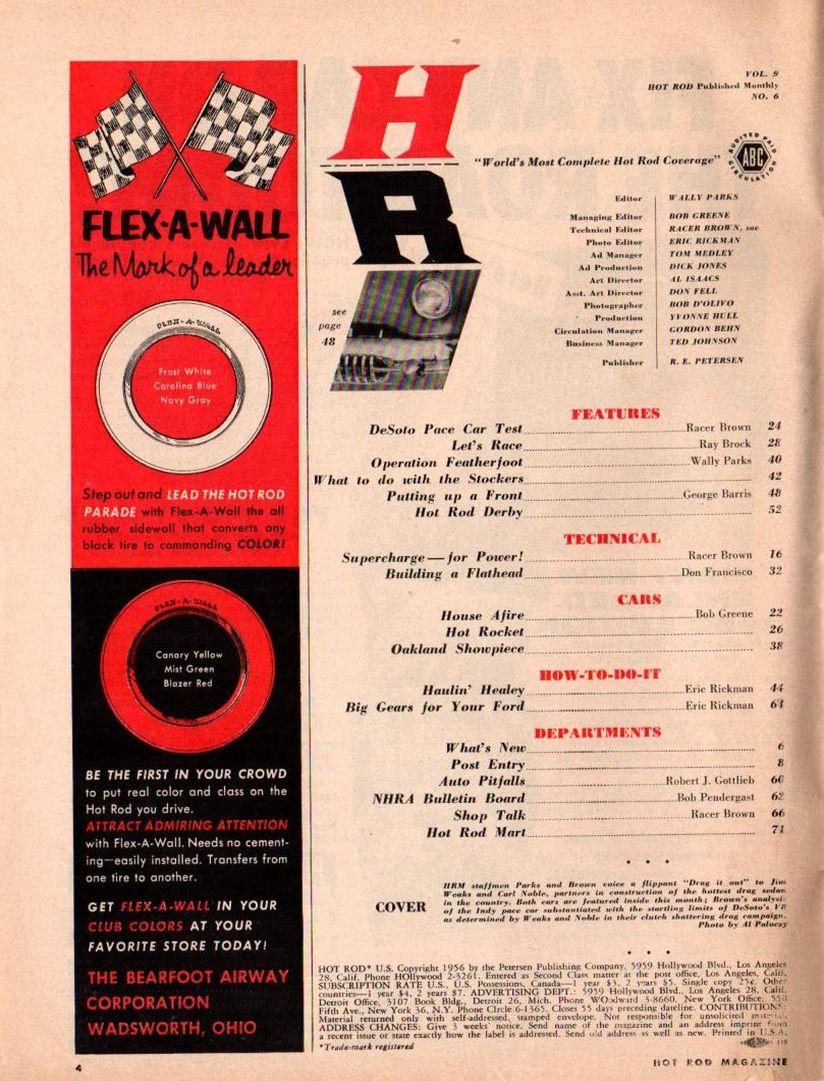 FLEX-A-WALL
The Mark of a leader
FLEX-A-WALL
Frost White
Catalina Blue
Navy Gray
Step out and LEAD THE HOT ROD
PARADE with Flex-A-Wall the all
rubber sidewall that converts any
black tire to commanding COLOR!
FLEX-A-WALL
Canary Yellow
Mist Green
Blazer Red
BE THE FIRST IN YOUR CROWD
to put real color and class on the
Hot Rod you drive.
ATTRACT ADMIRING ATTENTION
with Flex-A-Wall. Needs no cement-
ing—easily installed. Transfers from
one tire to another.
GET FLEX-A-WALL IN YOUR
CLUB COLORS AT YOUR
FAVORITE STORE TODAY!
THE BEARFOOT AIRWAY
CORPORATION
WADSWORTH, OHIO
4
H
R
VOL. 9
HOT ROD Published Monthly
NO. 6
"World's Most Complete Hot Rod Coverage"
AUDITED PAID
ABC
CIRCULATION
see
page
48
Editor WALLY PARKS
Managing Editor BOB GREENE
Technical Editor RACER BROWN, sae
Photo Editor ERIC RICKMAN
Ad Manager TOM MEDLEY
Ad Production DICK JONES
Art Director AL ISAACS
Asst. Art Director DON FELL
Photographer BOB D'OLIVO
Production YVONNE HULL
Circulation Manager GORDON BEHN
Business Manager TED JOHNSON
Publisher R. E. PETERSEN
FEATURES
DeSoto Pace Car Test Racer Brown 24
Let's Race Ray Brock 28
Operation Featherfoot Wally Parks 40
What to do with the Stockers 42
Putting up a Front George Barris 48
Hot Rod Derby 52
TECHNICAL
Supercharge—for Power! Racer Brown 16
Building a Flathead Don Francisco 32
CARS
House Afire Bob Greene 22
Hot Rocket 26
Oakland Showpiece 38
HOW-TO-DO-IT
Haulin' Healey Eric Rickman 44
Big Gears for Your Ford Eric Rickman 64
DEPARTMENTS
What's New 6
Post Entry 8
Auto Pitfalls Robert J. Gottlieb 60
NHRA Bulletin Board Bob Pendergast 62
Shop Talk Racer Brown 66
Hot Rod Mart 71
COVER
HRM staffmen Parks and Brown voice a flippant "Drag it out" to Jim
Weaks and Carl Noble, partners in construction of the hottest drag sedan
in the country. Both cars are featured inside this month; Brown's analysis
of the Indy pace car substantiated with the startling limits of DeSoto's V8
as determined by Weaks and Noble in their clutch shattering drag campaign.
Photo by Al Paloczy
HOT ROD* U.S. Copyright 1956 by the Petersen Publishing Company, 5959 Hollywood Blvd., Los Angeles
28, Calif. Phone HOllywood 2-3261. Entered as Second Class matter at the post office, Los Angeles, Calif.
SUBSCRIPTION RATE U.S., U.S. Possessions, Canada—1 year $3, 2 years $5. Single copy 25¢. Other
countries—1 year $4, 2 years $7. ADVERTISING DEPT.: 5959 Hollywood Blvd., Los Angeles 28, Calif.
Detroit Office, 3107 Book Bldg., Detroit 26, Mich. Phone WOodward 3-8660. New York Office, 550
Fifth Ave., New York 36, N.Y. Phone CIrcle 6-1365. Closes 55 days preceding dateline. CONTRIBUTIONS:
Material returned only with self-addressed, stamped envelope. Not responsible for unsolicited material.
ADDRESS CHANGES: Give 3 weeks' notice. Send name of the magazine and an address imprint from
a recent issue or state exactly how the label is addressed. Send old address as well as new. Printed in U.S.A.
*Trade-mark registered
HOT ROD MAGAZINE